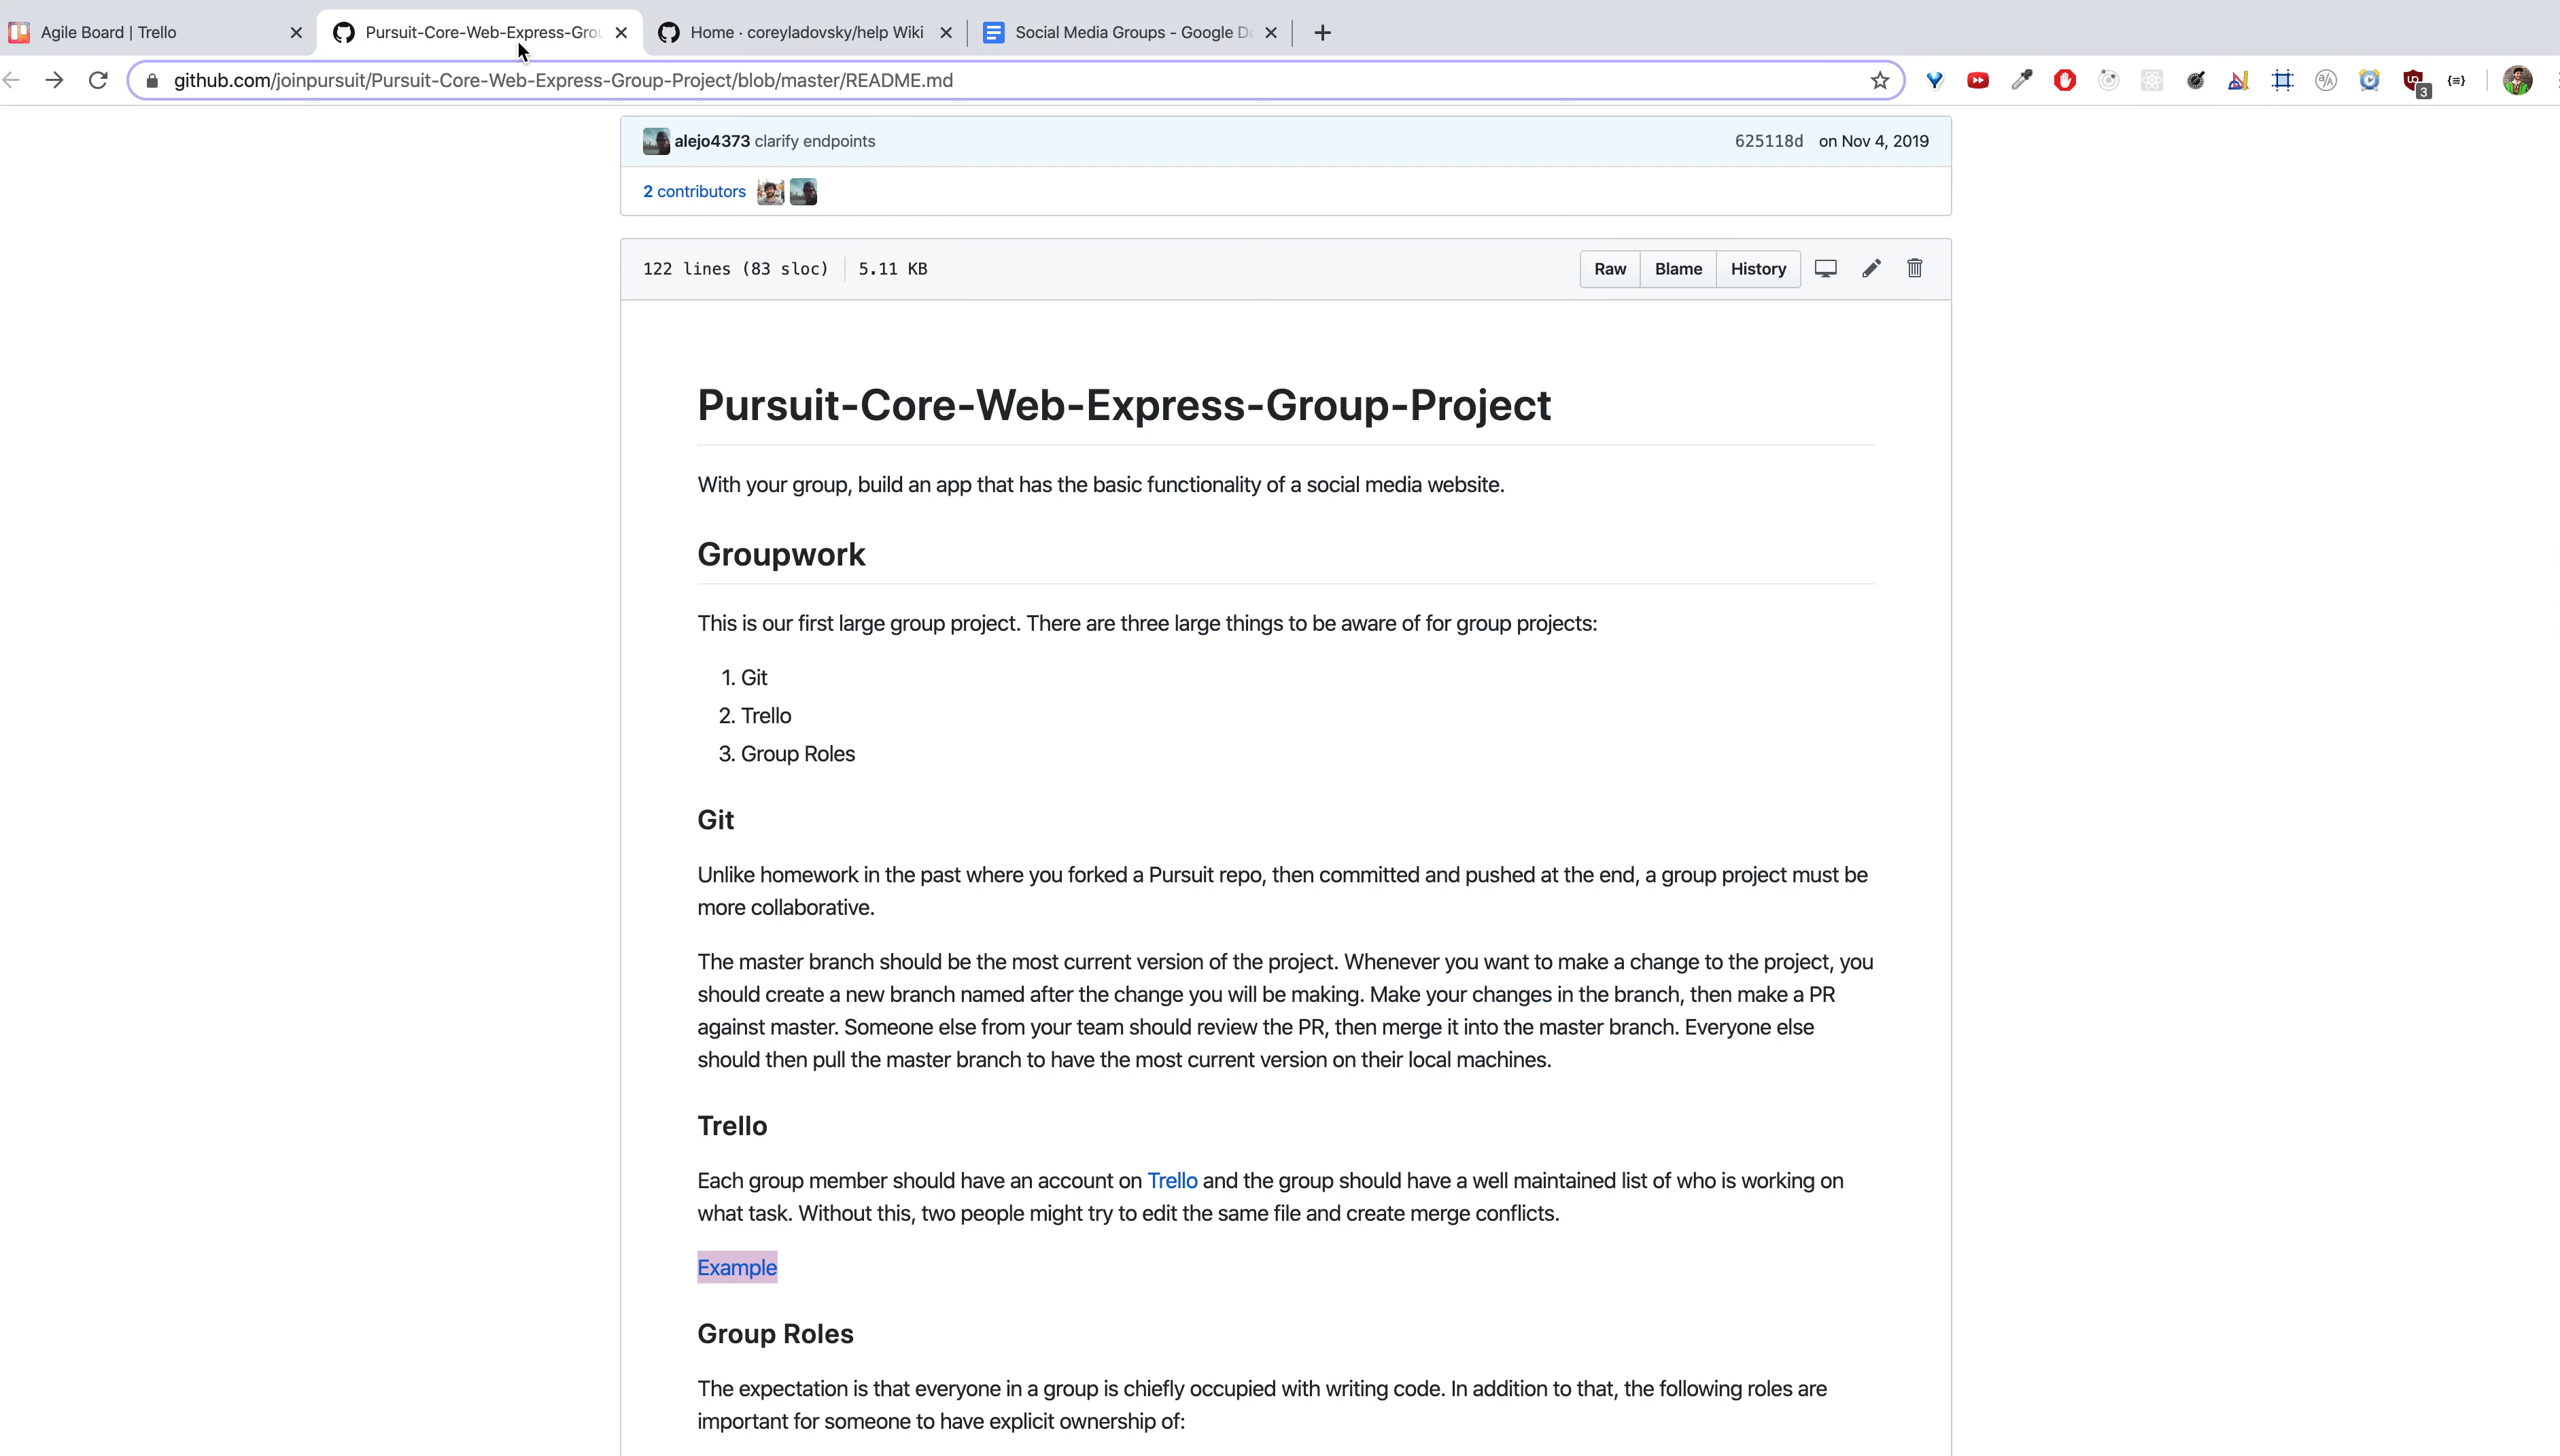 Agile Board | Trello
Pursuit-Core-Web-Express-Grou
Home · coreyladovsky/help Wiki
Social Media Groups - Google Do
github.com/joinpursuit/Pursuit-Core-Web-Express-Group-Project/blob/master/README.md
3
alejo4373 clarify endpoints
625118d on Nov 4, 2019
2 contributors
122 lines (83 sloc)
5.11 KB
Raw
Blame
History
Pursuit-Core-Web-Express-Group-Project
With your group, build an app that has the basic functionality of a social media website.
Groupwork
This is our first large group project. There are three large things to be aware of for group projects:
1. Git
2. Trello
3. Group Roles
Git
Unlike homework in the past where you forked a Pursuit repo, then committed and pushed at the end, a group project must be
more collaborative.
The master branch should be the most current version of the project. Whenever you want to make a change to the project, you
should create a new branch named after the change you will be making. Make your changes in the branch, then make a PR
against master. Someone else from your team should review the PR, then merge it into the master branch. Everyone else
should then pull the master branch to have the most current version on their local machines.
Trello
Each group member should have an account on Trello and the group should have a well maintained list of who is working on
what task. Without this, two people might try to edit the same file and create merge conflicts.
Example
Group Roles
The expectation is that everyone in a group is chiefly occupied with writing code. In addition to that, the following roles are
important for someone to have explicit ownership of: